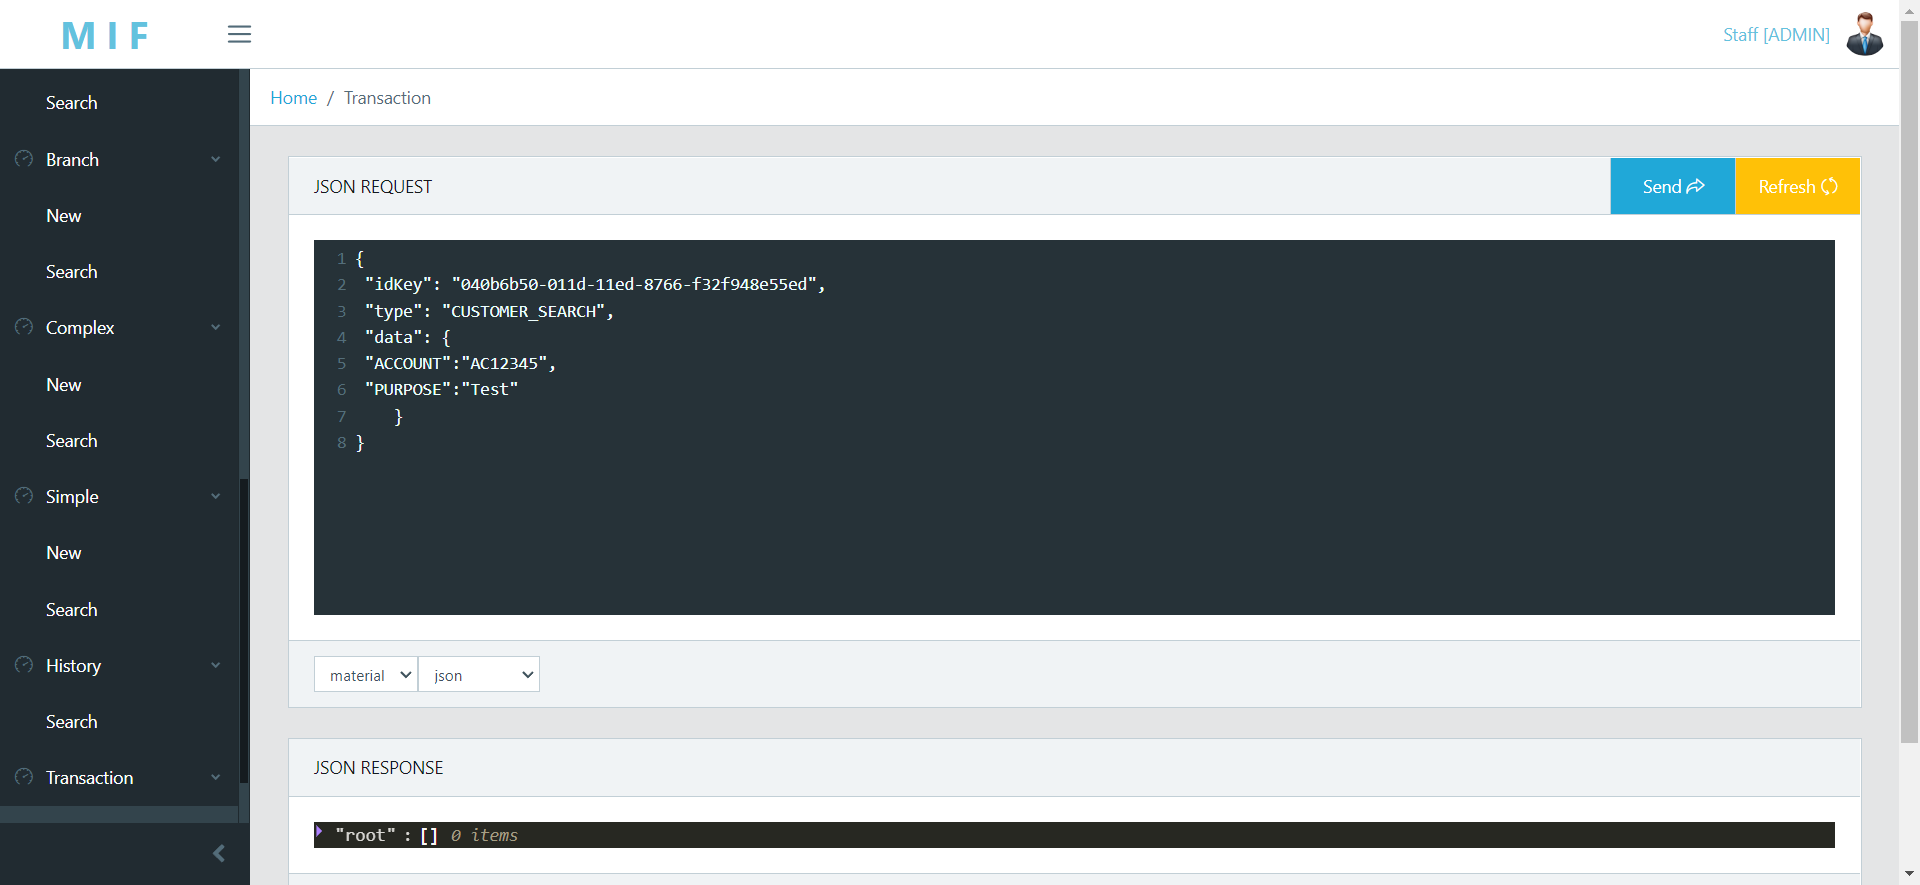 M I F
Staff [ADMIN]
Search
Branch
New
Search
Complex
New
Search
Simple
New
Search
History
Search
Transaction
Home / Transaction
JSON REQUEST
Send
Refresh
1 {
2 "idKey": "040b6b50-011d-11ed-8766-f32f948e55ed",
3 "type": "CUSTOMER_SEARCH",
4 "data": {
5 "ACCOUNT":"AC12345",
6 "PURPOSE":"Test"
7 }
8 }
material
json
JSON RESPONSE
"root" : [] 0 items